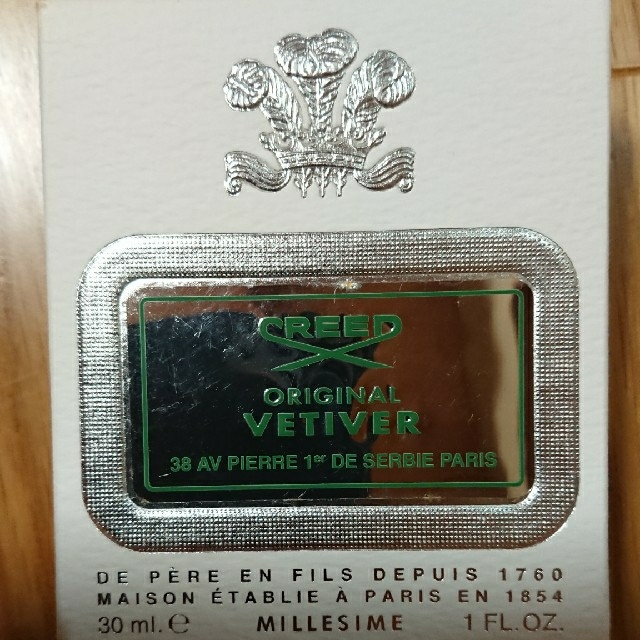 CREED
ORIGINAL
VETIVER
38 AV PIERRE 1er DE SERBIE PARIS
DE PÈRE EN FILS DEPUIS 1760
MAISON ÉTABLIE À PARIS EN 1854
30 ml. ℮ MILLESIME 1 FL.OZ.